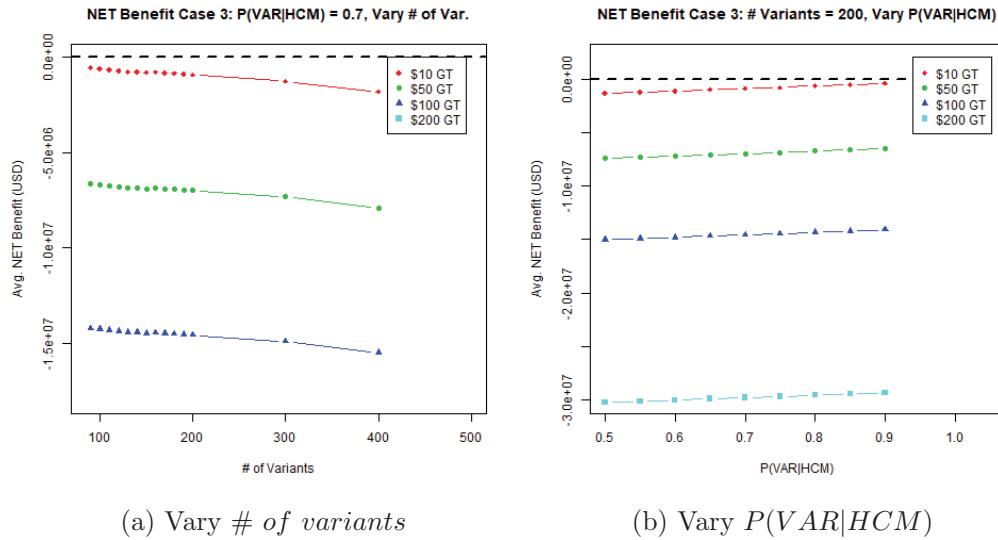 NET Benefit Case 3: P(VAR|HCM) = 0.7, Vary # of Var.
Avg. NET Benefit (USD)
0.0e+00
-5.0e+06
-1.0e+07
-1.5e+07
$10 GT
$50 GT
$100 GT
$200 GT
100
200
300
400
500
# of Variants
(a) Vary # of variants
NET Benefit Case 3: # Variants = 200, Vary P(VAR|HCM)
Avg. NET Benefit (USD)
0.0e+00
-1.0e+07
-2.0e+07
-3.0e+07
$10 GT
$50 GT
$100 GT
$200 GT
0.5
0.6
0.7
0.8
0.9
1.0
P(VAR|HCM)
(b) Vary P(VAR|HCM)